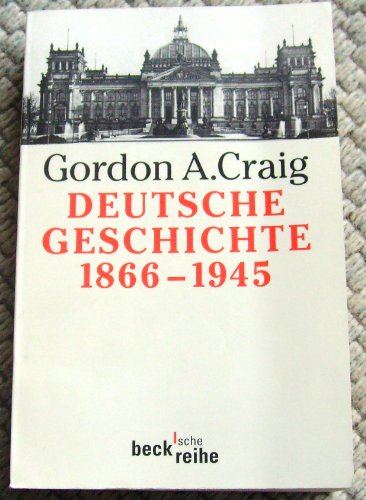 Gordon A.Craig
DEUTSCHE
GESCHICHTE
1866–1945
beck'sche
reihe